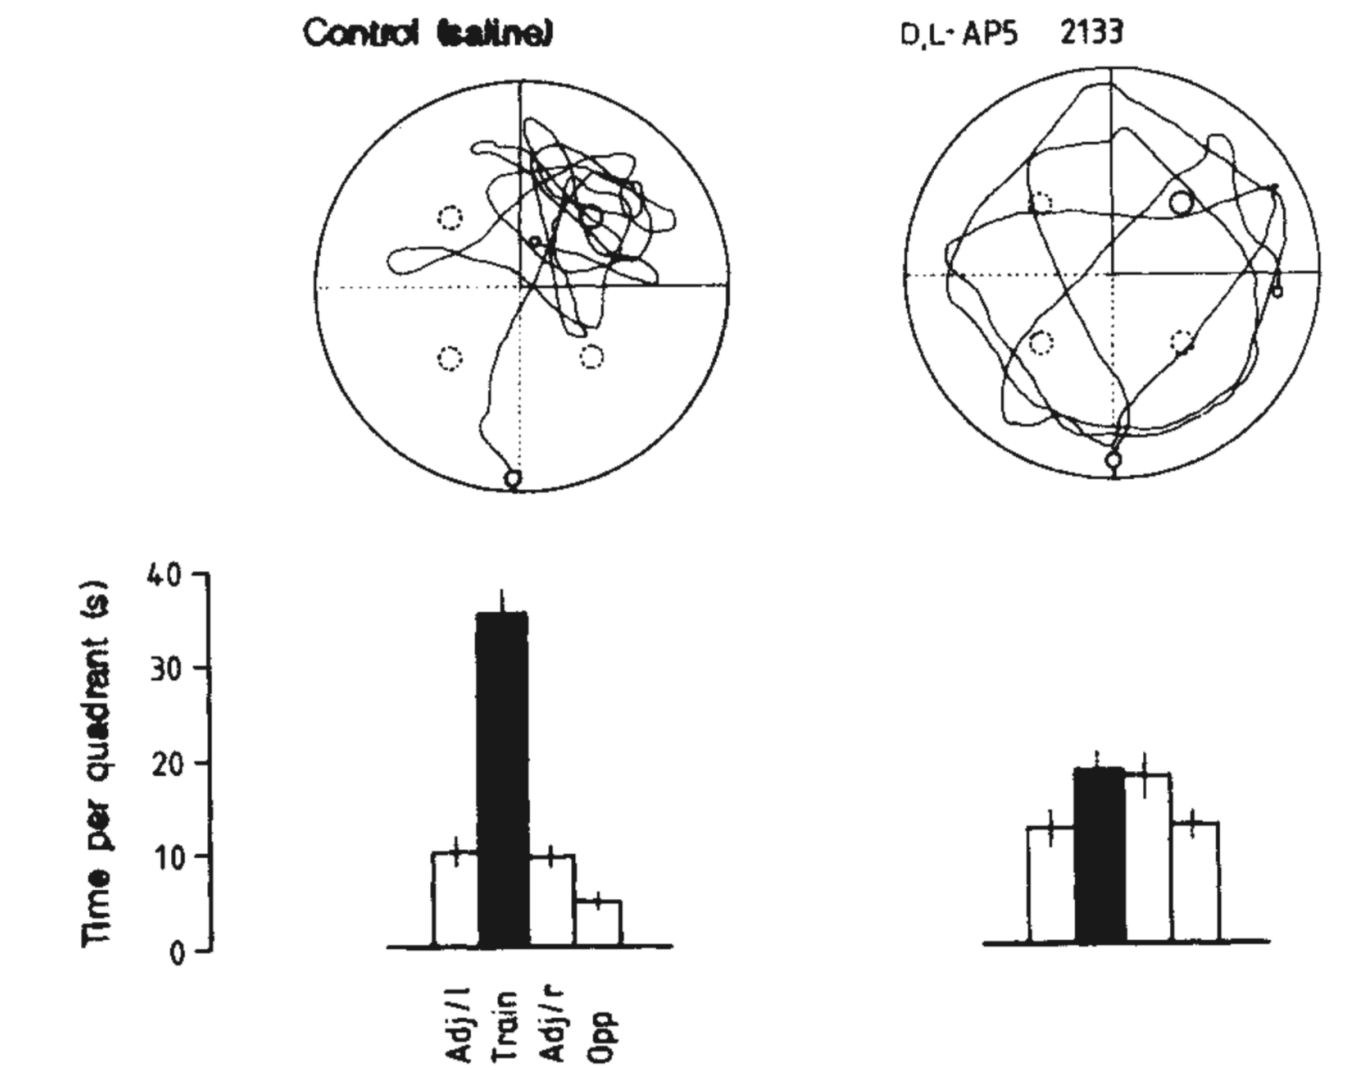 Control (saline)
D,L-AP5 2133
Time per quadrant (s)
40
30
20
10
0
Adj/l
Train
Adj/r
Opp